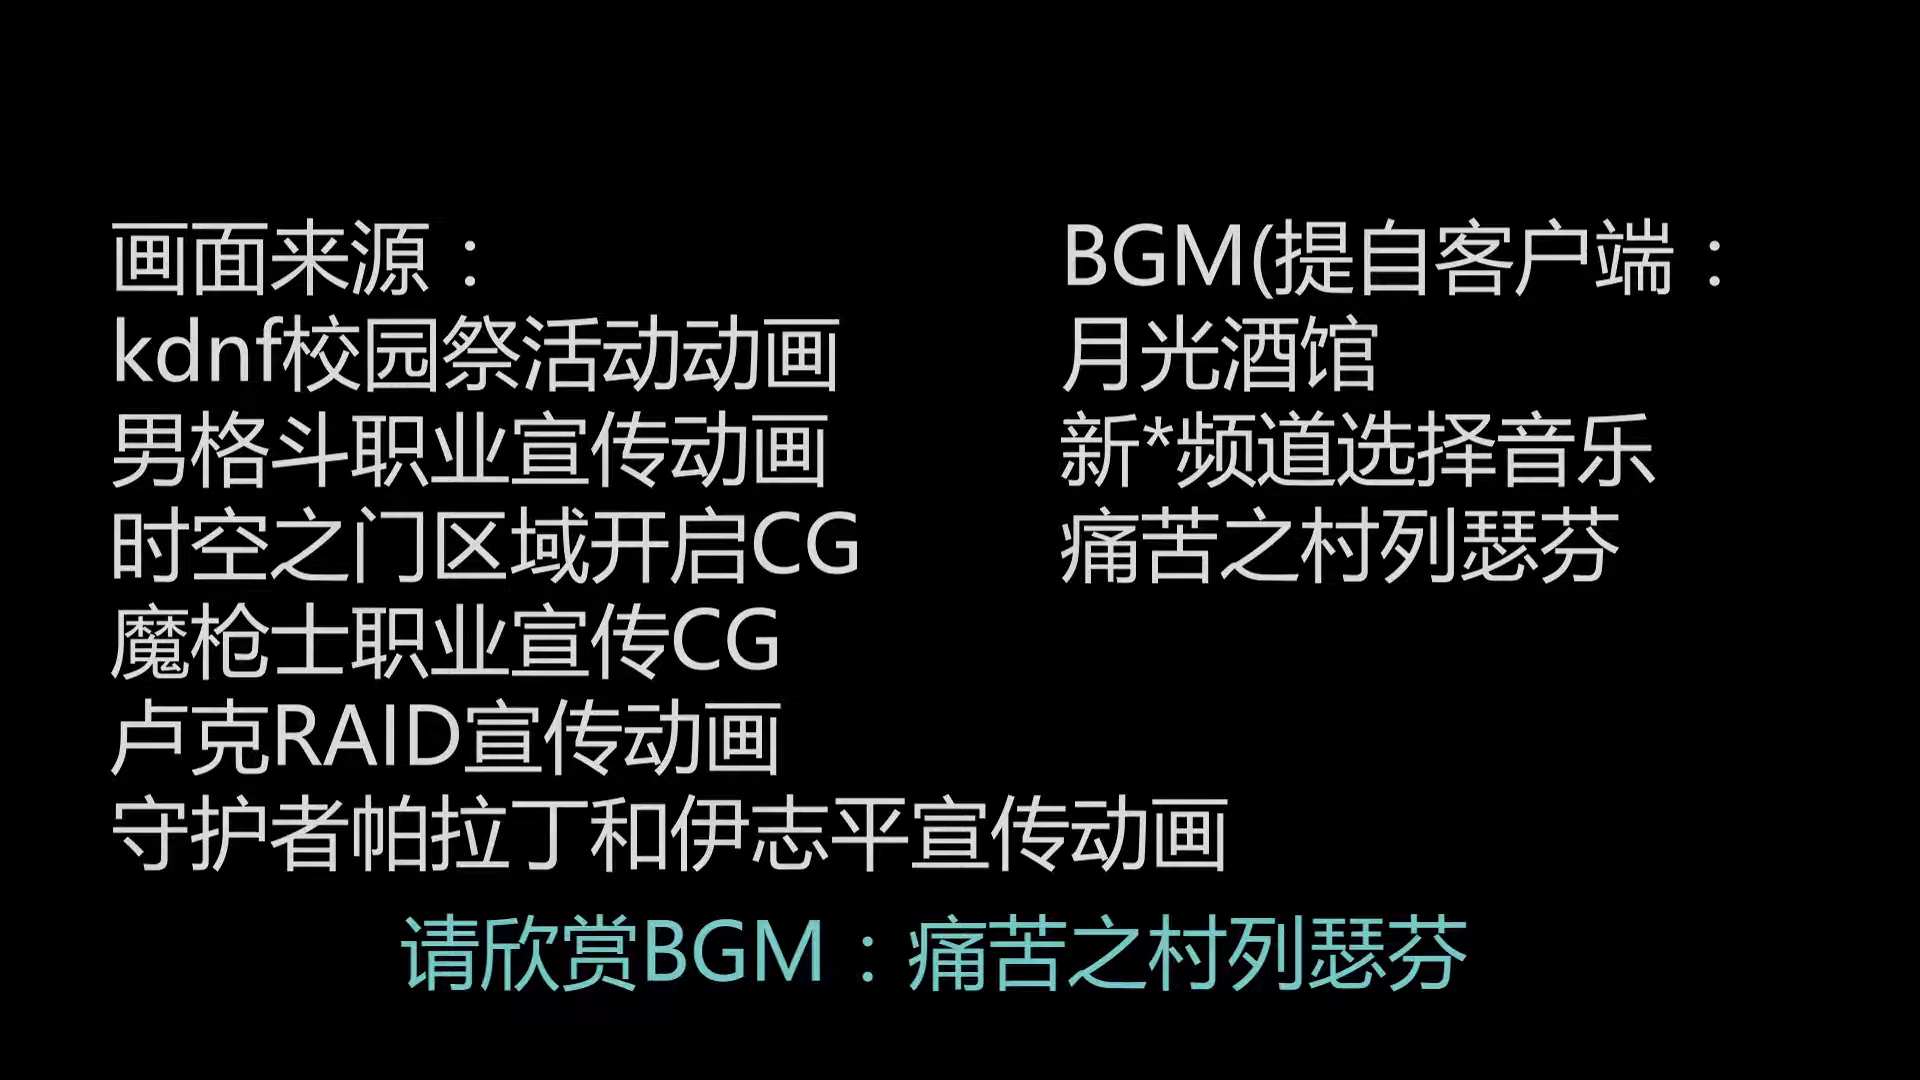 画面来源：
kdnf校园祭活动动画
男格斗职业宣传动画
时空之门区域开启CG
魔枪士职业宣传CG
卢克RAID宣传动画
守护者帕拉丁和伊志平宣传动画
BGM(提自客户端：
月光酒馆
新*频道选择音乐
痛苦之村列瑟芬
请欣赏BGM：痛苦之村列瑟芬